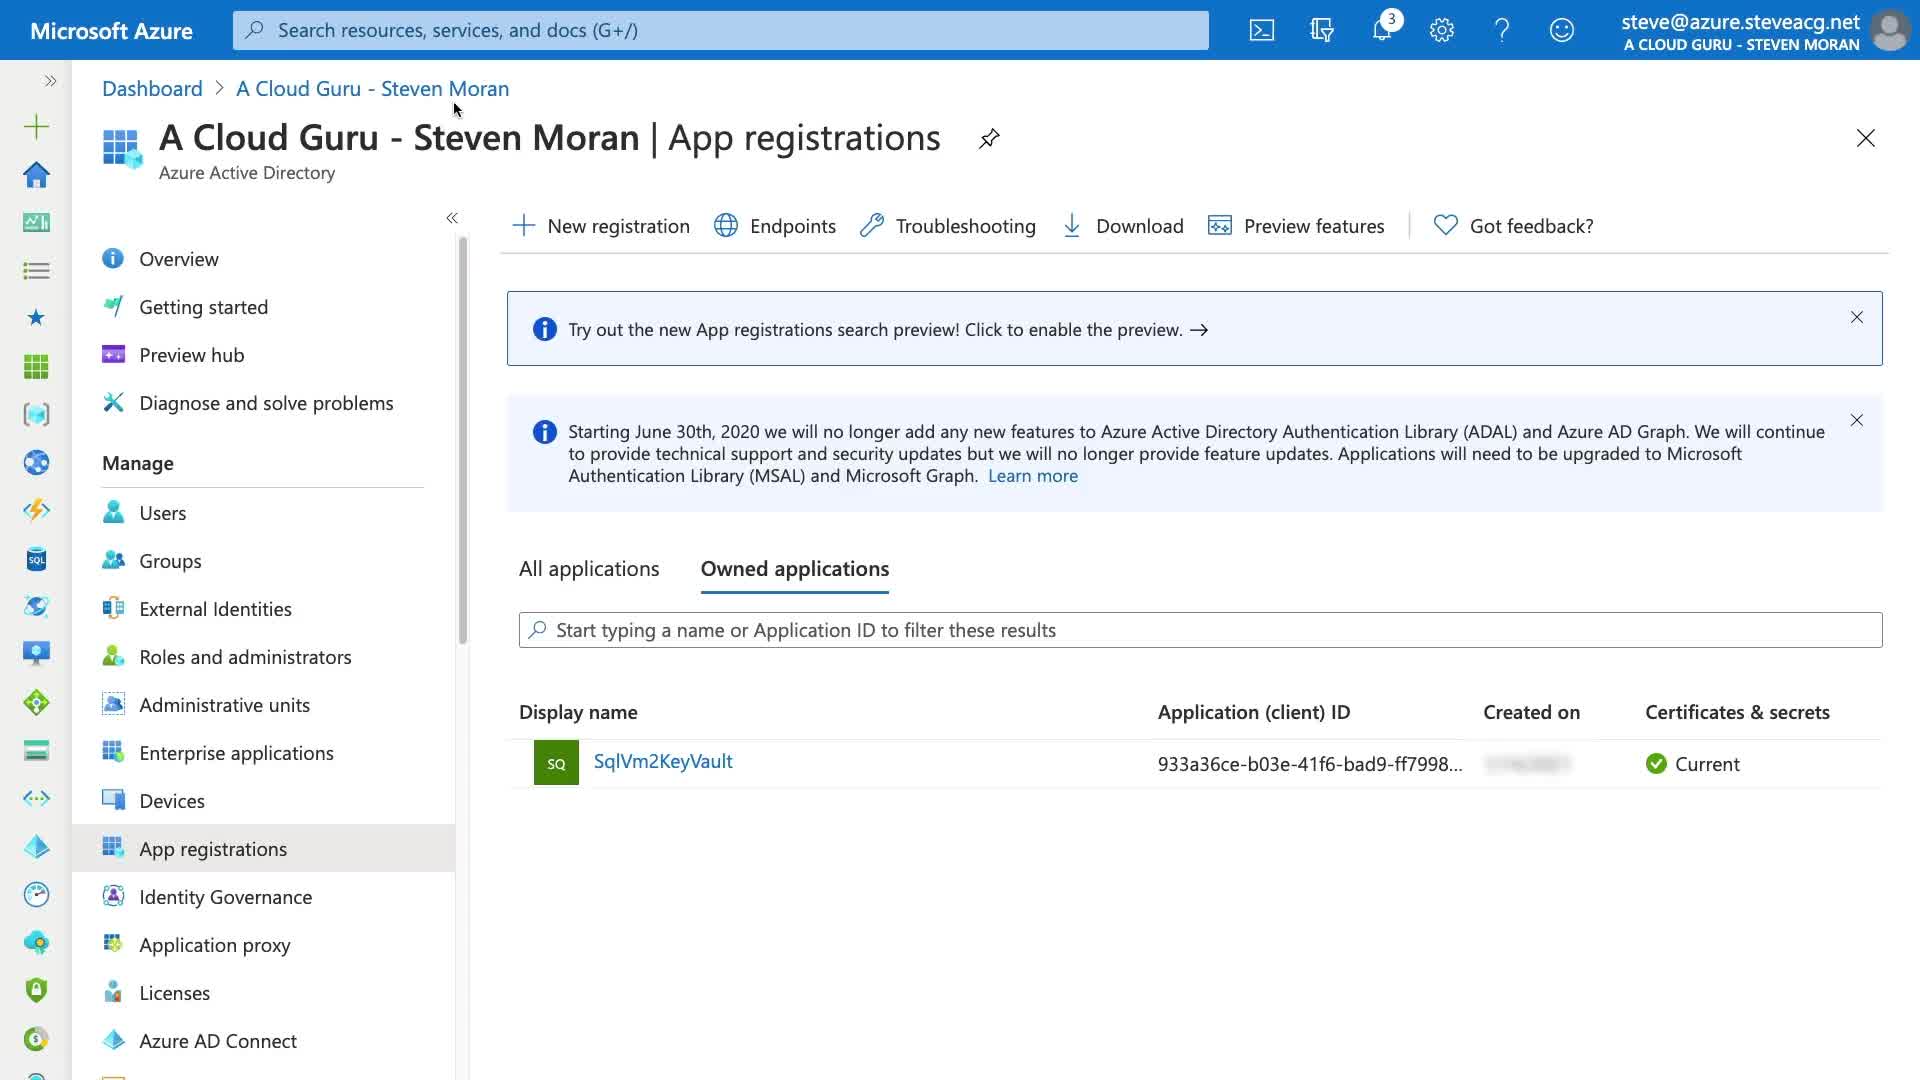 Microsoft Azure
Search resources, services, and docs (G+/)
3
steve@azure.steveacg.net
A CLOUD GURU - STEVEN MORAN
Dashboard > A Cloud Guru - Steven Moran
A Cloud Guru - Steven Moran | App registrations
Azure Active Directory
New registration
Endpoints
Troubleshooting
Download
Preview features
Got feedback?
Overview
Getting started
Preview hub
Diagnose and solve problems
Manage
Users
Groups
External Identities
Roles and administrators
Administrative units
Enterprise applications
Devices
App registrations
Identity Governance
Application proxy
Licenses
Azure AD Connect
Try out the new App registrations search preview! Click to enable the preview. →
Starting June 30th, 2020 we will no longer add any new features to Azure Active Directory Authentication Library (ADAL) and Azure AD Graph. We will continue
to provide technical support and security updates but we will no longer provide feature updates. Applications will need to be upgraded to Microsoft
Authentication Library (MSAL) and Microsoft Graph. Learn more
All applications
Owned applications
Start typing a name or Application ID to filter these results
Display name
Application (client) ID
Created on
Certificates & secrets
SQ
SqlVm2KeyVault
933a36ce-b03e-41f6-bad9-ff7998...
Current
SQL